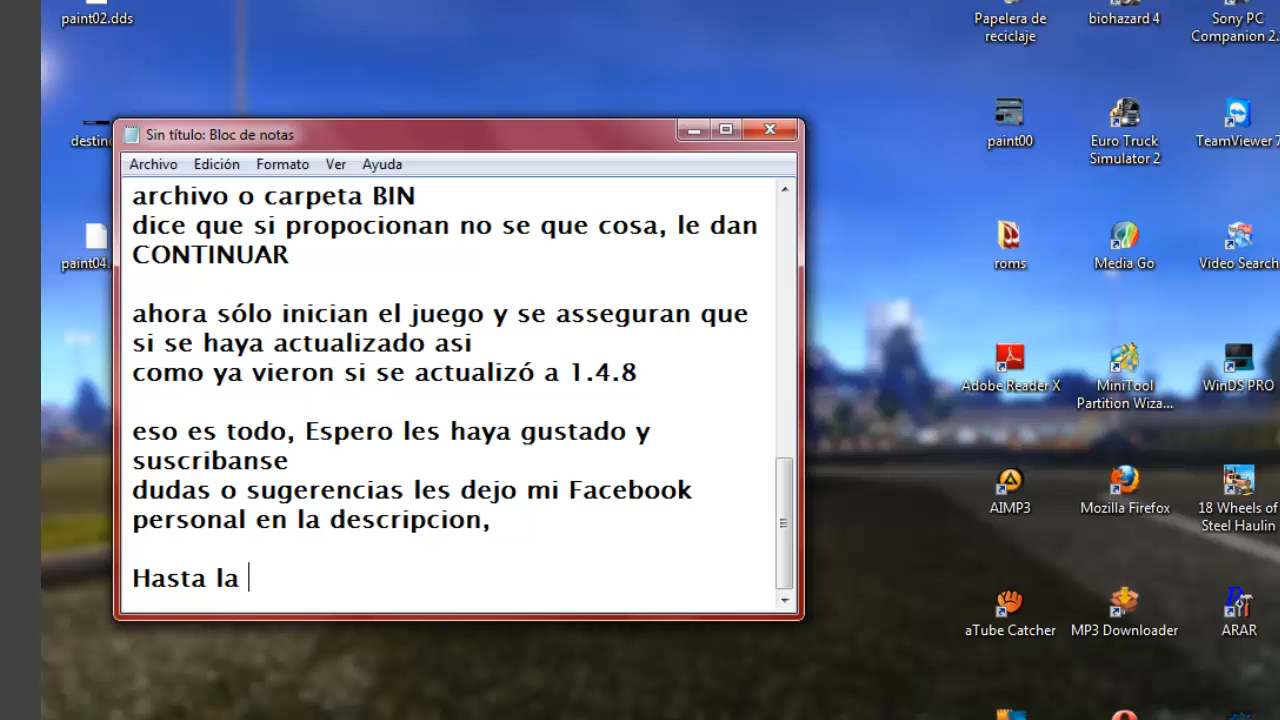 paint02.dds
Papelera de
reciclaje
biohazard 4
Sony PC
Companion 2.
Sin título: Bloc de notas
Archivo Edición Formato Ver Ayuda
archivo o carpeta BIN
dice que si propocionan no se que cosa, le dan
CONTINUAR
ahora sólo inician el juego y se asseguran que
si se haya actualizado asi
como ya vieron si se actualizó a 1.4.8
eso es todo, Espero les haya gustado y
suscribanse
dudas o sugerencias les dejo mi Facebook
personal en la descripcion,
Hasta la
destino
paint04.
paint00
Euro Truck
Simulator 2
TeamViewer 7
roms
Media Go
Video Search
Adobe Reader X
MiniTool
Partition Wiza...
WinDS PRO
AIMP3
Mozilla Firefox
18 Wheels of
Steel Haulin
aTube Catcher
MP3 Downloader
ARAR